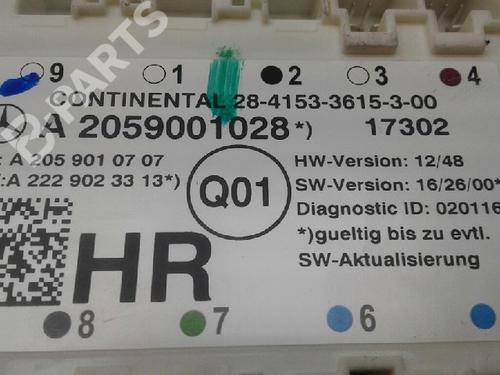 9 1 2 3 4
CONTINENTAL 28-4153-3615-3-00
A 2059001028*) 17302
: A 205 901 07 07
:A 222 902 33 13*)
Q01
HW-Version: 12/48
SW-Version: 16/26/00*
Diagnostic ID: 020116
*)gueltig bis zu evtl.
SW-Aktualisierung
HR
8 7 6
B-PARTS